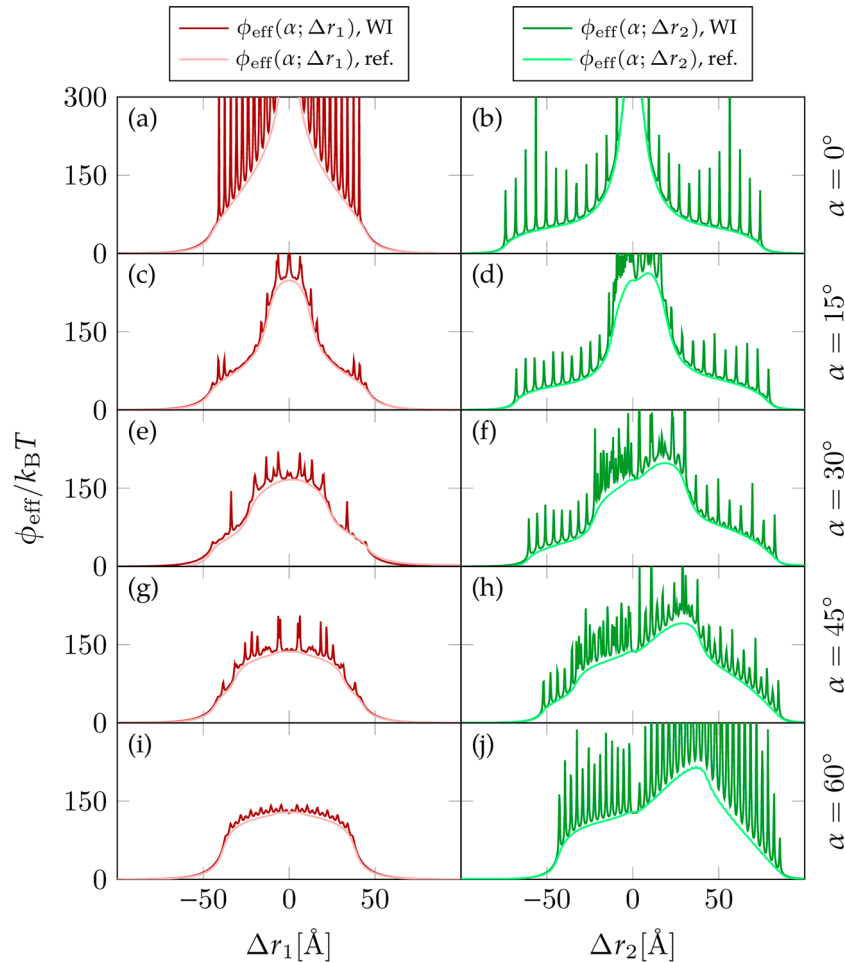 ϕeff(α; Δr1), WI
ϕeff(α; Δr1), ref.
ϕeff(α; Δr2), WI
ϕeff(α; Δr2), ref.
300
150
0
(a)
(b)
α = 0°
150
0
(c)
(d)
α = 15°
150
0
(e)
(f)
α = 30°
150
0
(g)
(h)
α = 45°
150
0
(i)
(j)
α = 60°
ϕeff/kBT
−50 0 50
−50 0 50
Δr1[Å]
Δr2[Å]